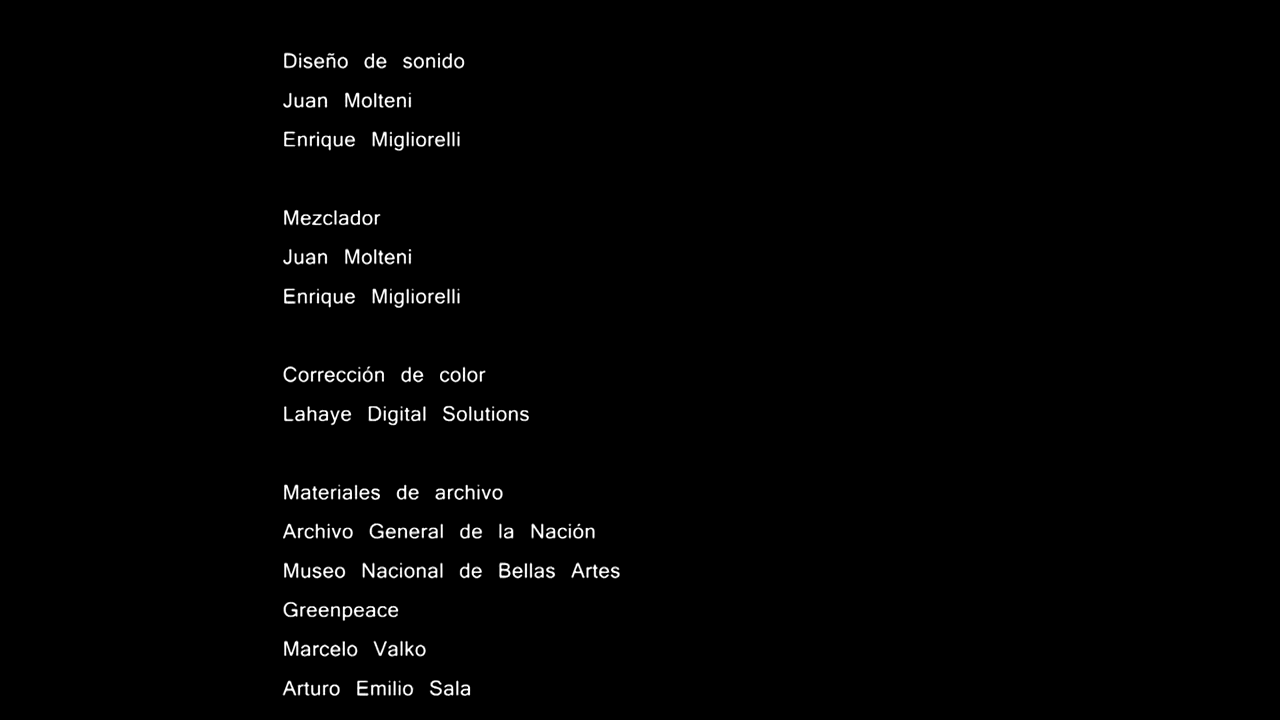 Diseño de sonido
Juan Molteni
Enrique Migliorelli
Mezclador
Juan Molteni
Enrique Migliorelli
Corrección de color
Lahaye Digital Solutions
Materiales de archivo
Archivo General de la Nación
Museo Nacional de Bellas Artes
Greenpeace
Marcelo Valko
Arturo Emilio Sala